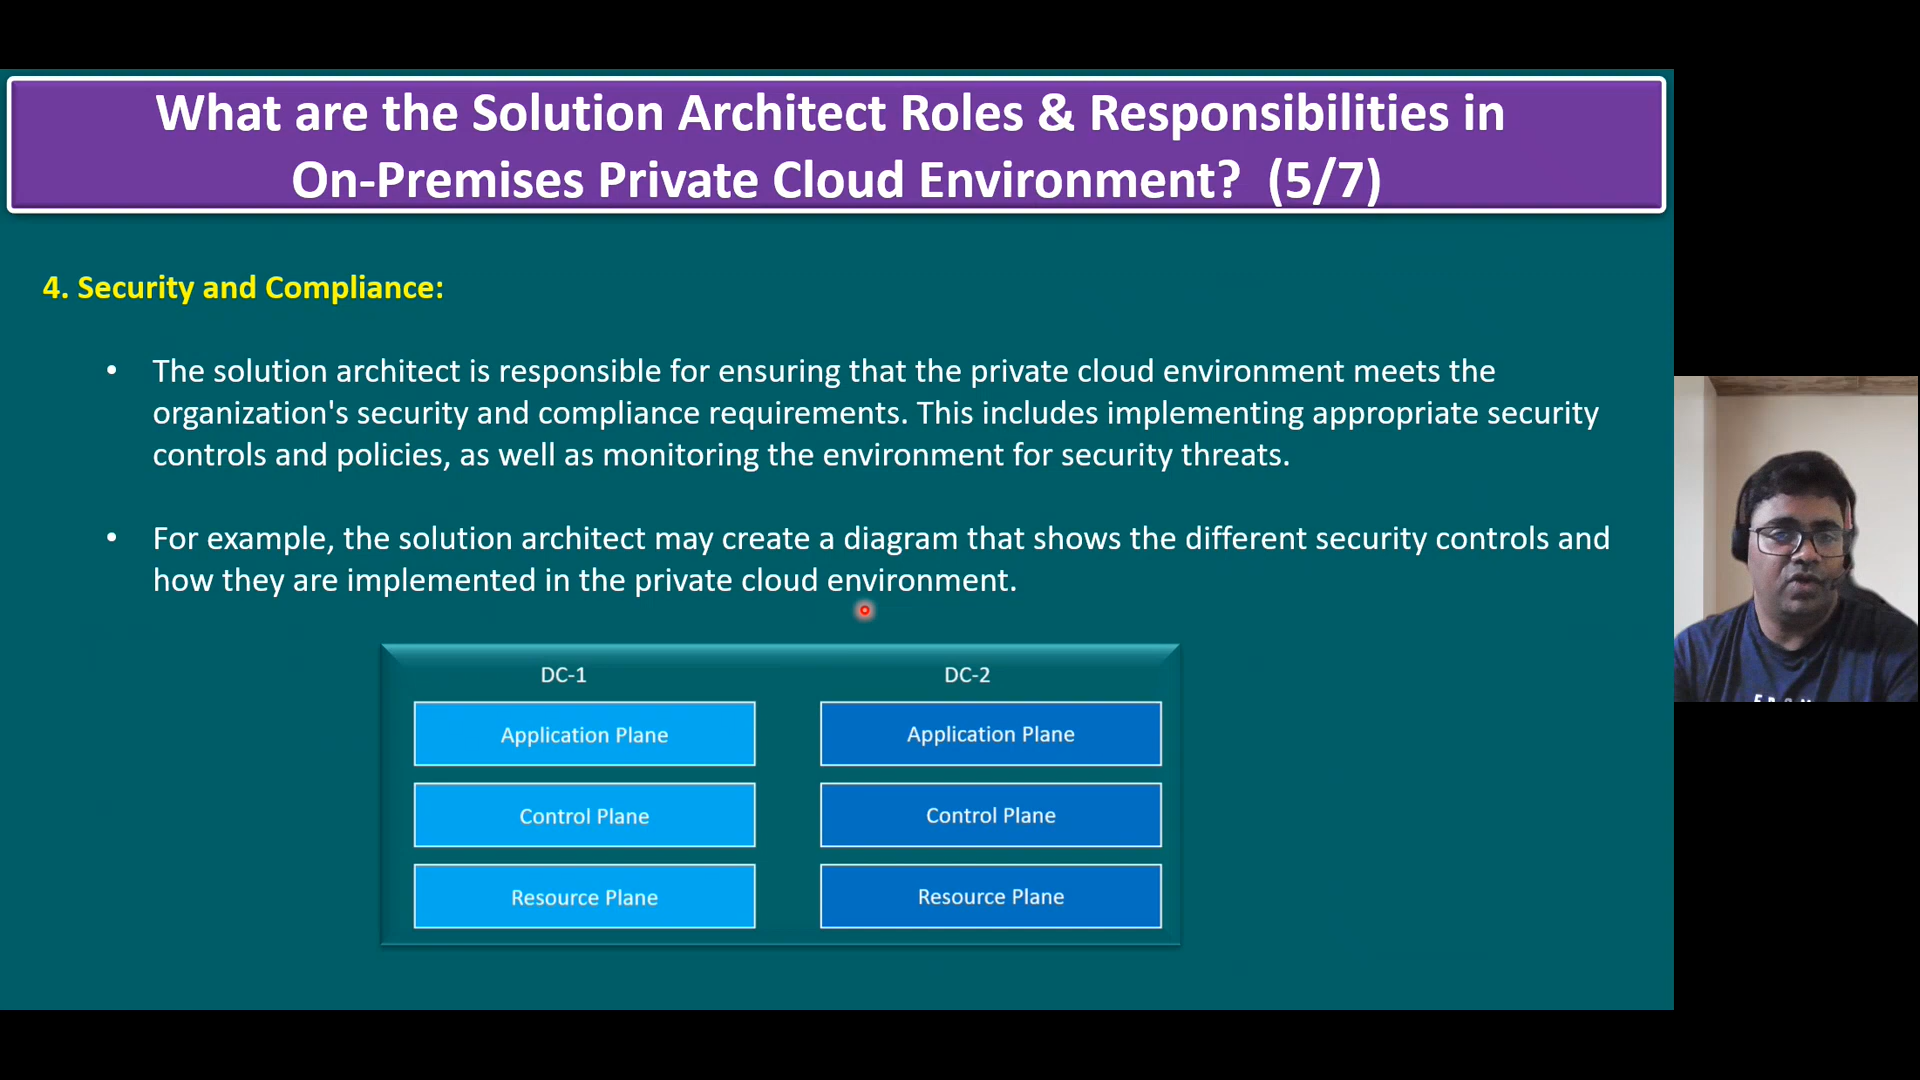 What are the Solution Architect Roles & Responsibilities in
On-Premises Private Cloud Environment? (5/7)
4. Security and Compliance:
• The solution architect is responsible for ensuring that the private cloud environment meets the
organization's security and compliance requirements. This includes implementing appropriate security
controls and policies, as well as monitoring the environment for security threats.
• For example, the solution architect may create a diagram that shows the different security controls and
how they are implemented in the private cloud environment.
DC-1
Application Plane
Control Plane
Resource Plane
DC-2
Application Plane
Control Plane
Resource Plane